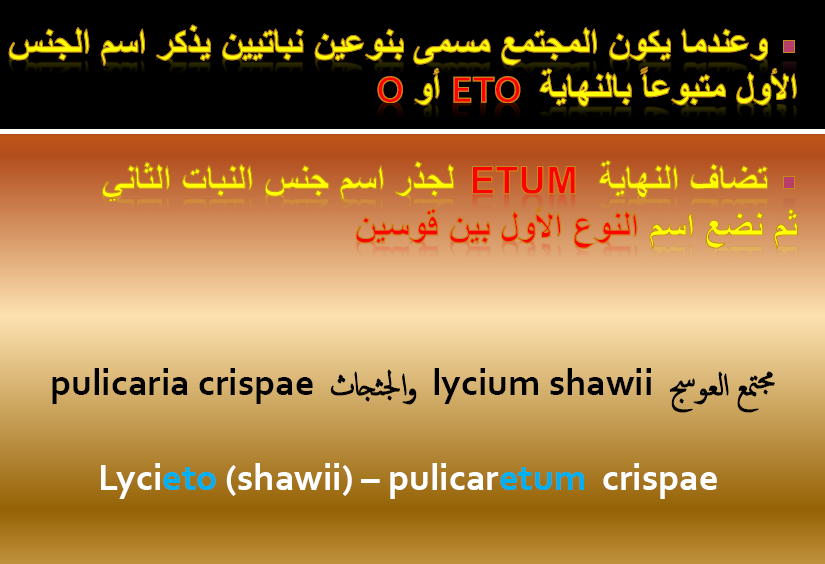 ▪ وعندما يكون المجتمع مسمى بنوعين نباتيين يذكر اسم الجنس
الأول متبوعاً بالنهاية ETO أو O
▪ تضاف النهاية ETUM لجذر اسم جنس النبات الثاني
ثم نضع اسم النوع الاول بين قوسين
مجتمع العوسج lycium shawii والجثجاث pulicaria crispae
Lycieto (shawii) – pulicaretum crispae